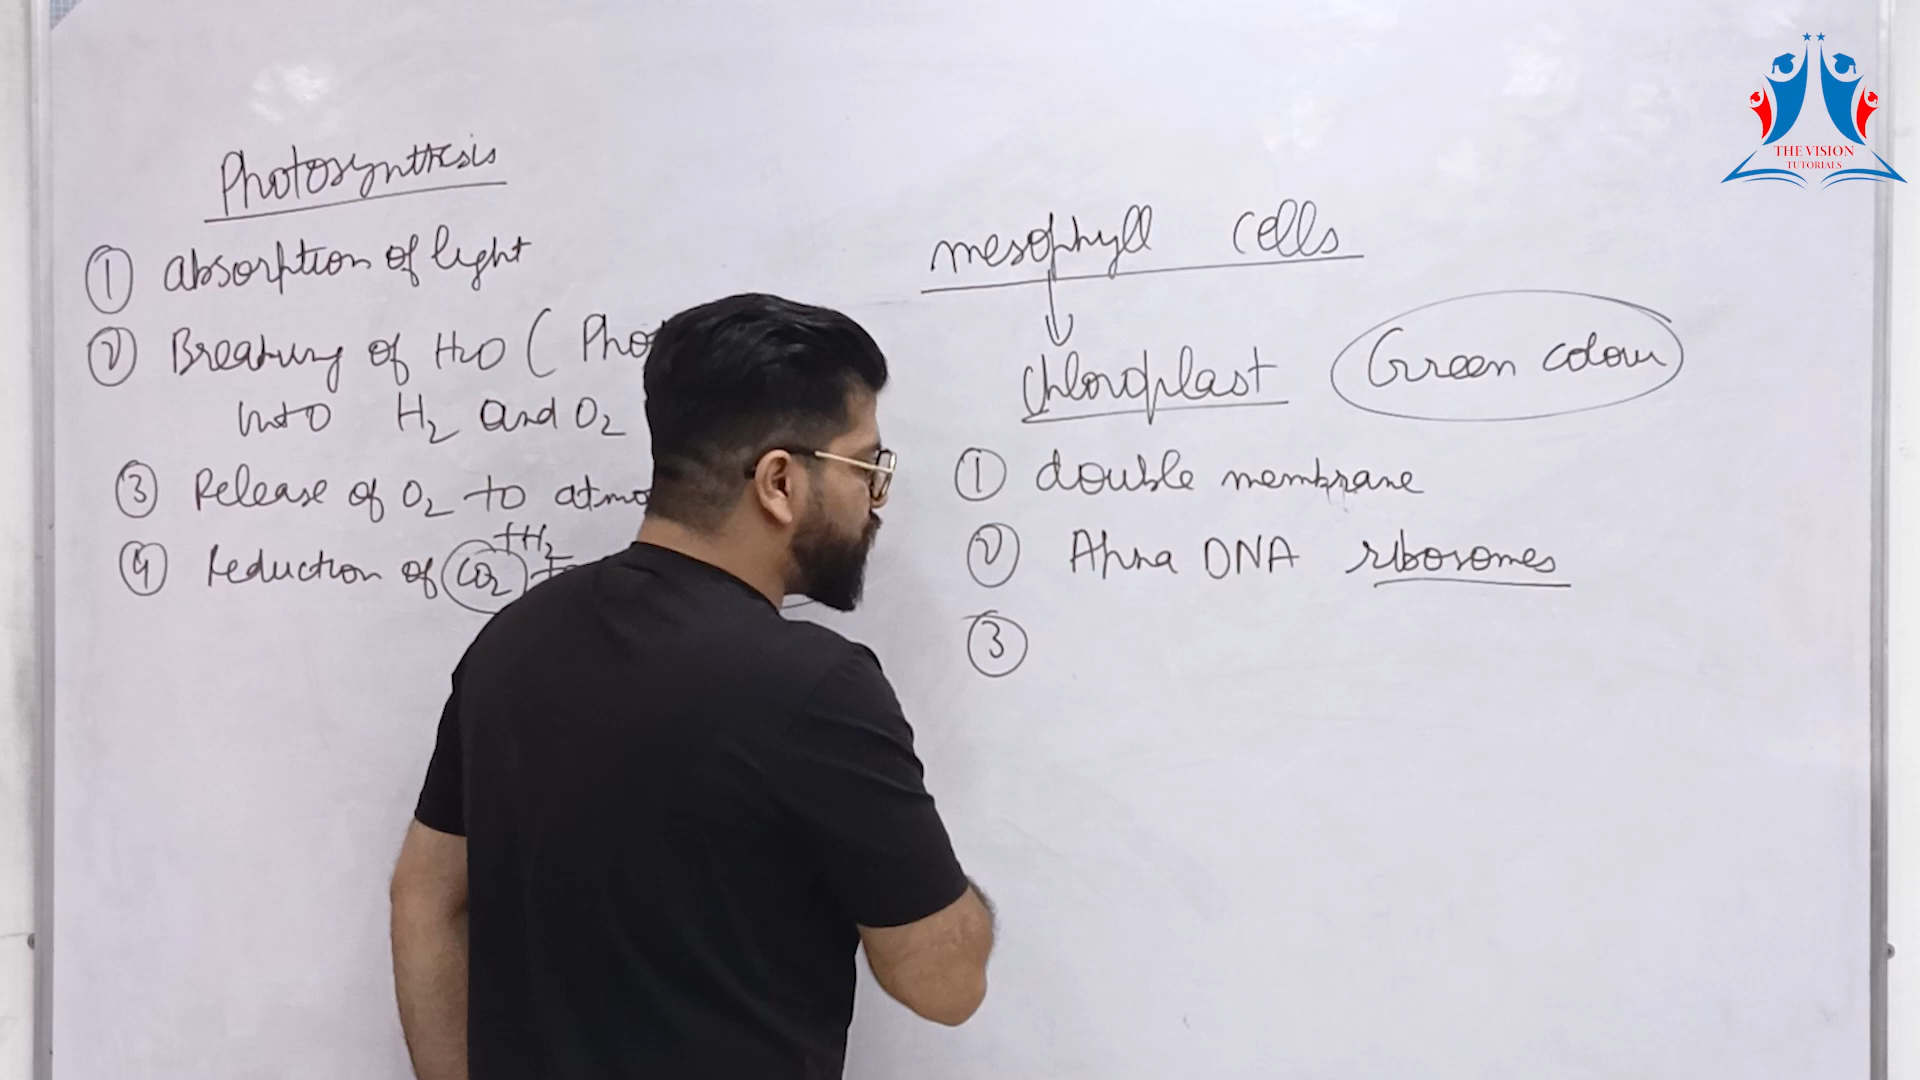 Photosynthesis
① absorption of light
② Breaking of H2O ( Pho
into H2 and O2
③ Release of O2 to atmo
+H2
④ reduction of CO2
mesophyll cells
Chloroplast Green colour
① double membrane
② Apna DNA ribosomes
③
THE VISION
TUTORIALS